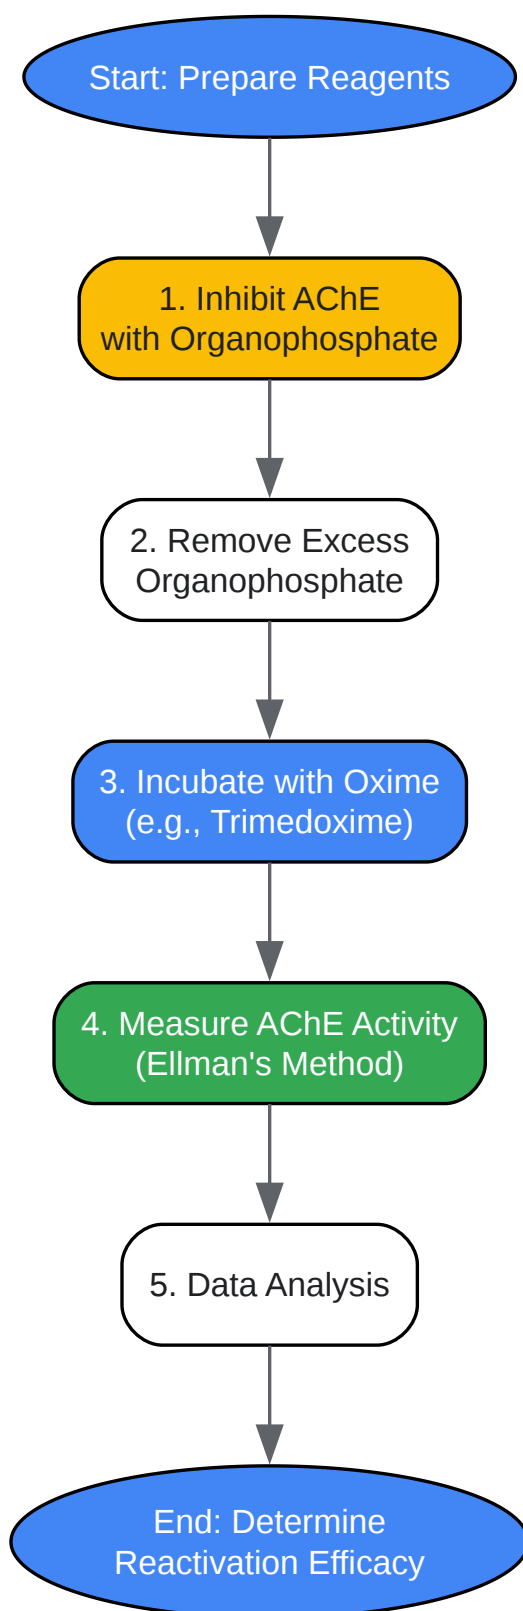 Start: Prepare Reagents
1. Inhibit AChE
with Organophosphate
2. Remove Excess
Organophosphate
3. Incubate with Oxime
(e.g., Trimedoxime)
4. Measure AChE Activity
(Ellman's Method)
5. Data Analysis
End: Determine
Reactivation Efficacy